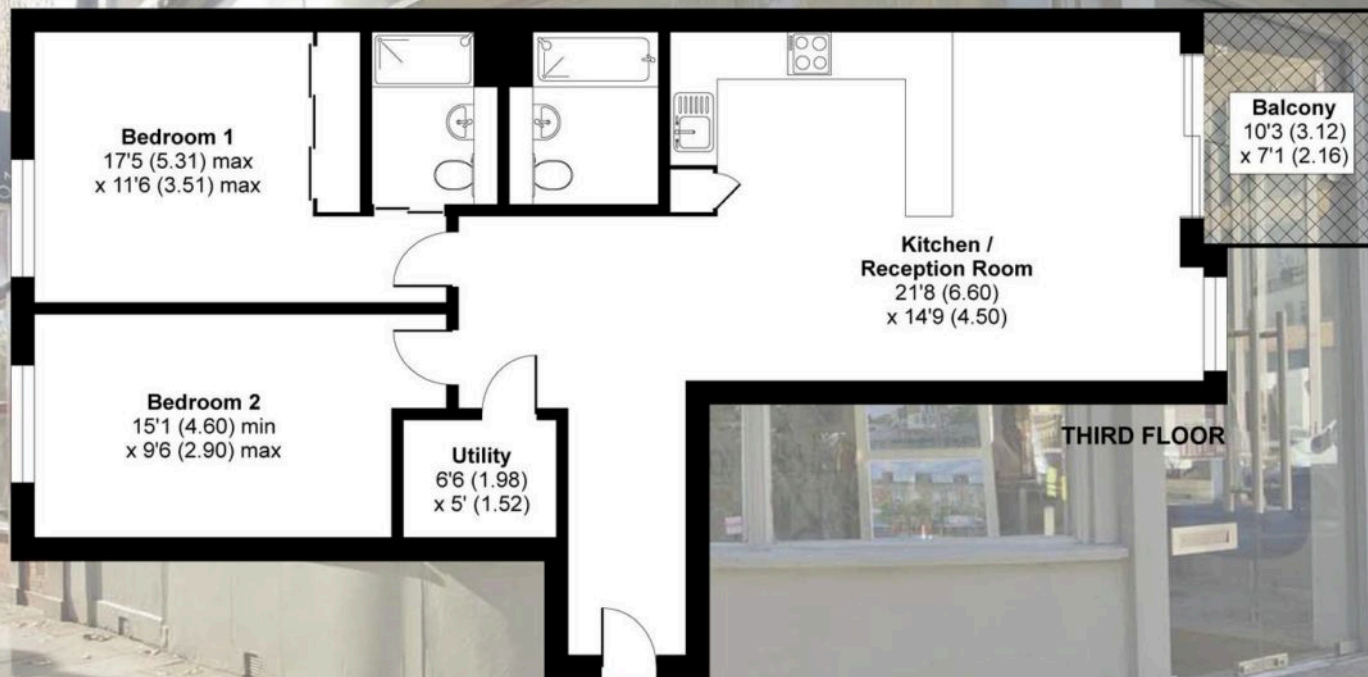 Bedroom 1
17'5 (5.31) max
x 11'6 (3.51) max
Balcony
10'3 (3.12)
x 7'1 (2.16)
Kitchen /
Reception Room
21'8 (6.60)
x 14'9 (4.50)
Bedroom 2
15'1 (4.60) min
x 9'6 (2.90) max
Utility
6'6 (1.98)
x 5' (1.52)
THIRD FLOOR